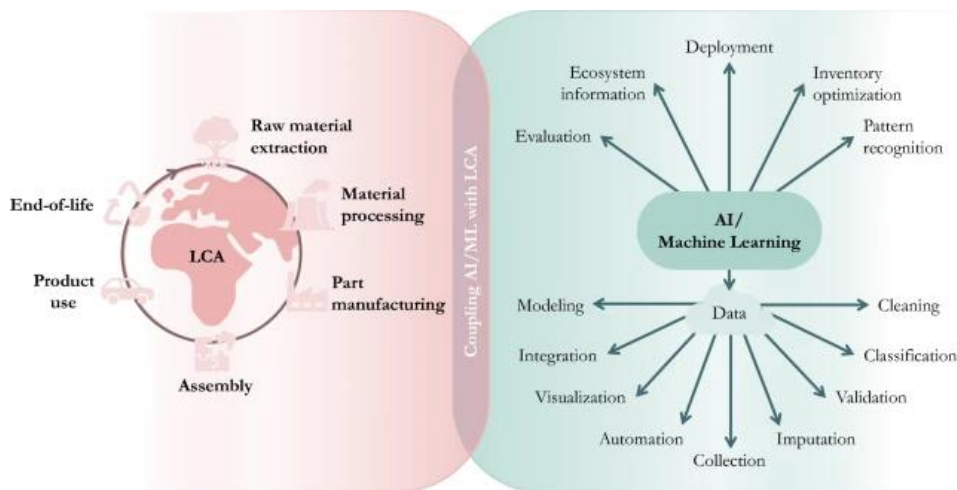 Raw material
extraction
Material
processing
Part
manufacturing
Assembly
Product
use
End-of-life
LCA
Coupling AI/ML with LCA
Deployment
Ecosystem
information
Inventory
optimization
Evaluation
Pattern
recognition
AI/
Machine Learning
Data
Modeling
Cleaning
Integration
Classification
Visualization
Validation
Automation
Imputation
Collection